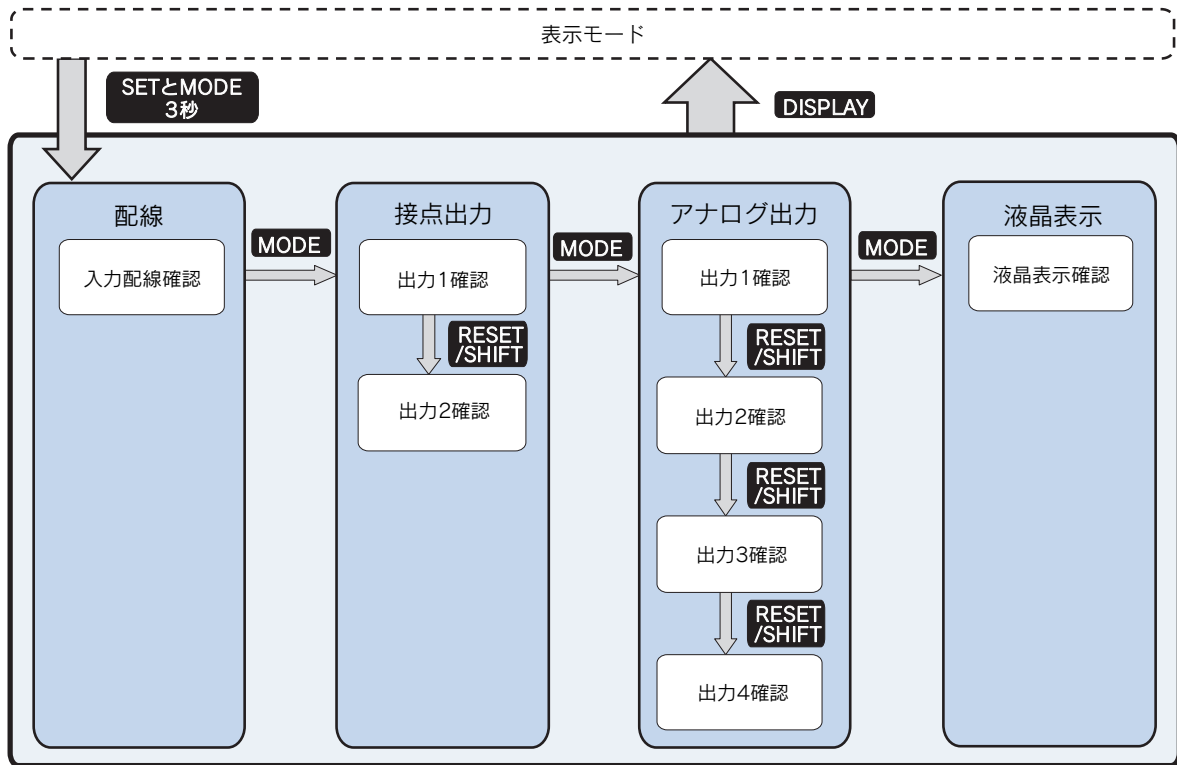 表示モード
SETとMODE
3秒
DISPLAY
配線
入力配線確認
MODE
接点出力
出力1確認
RESET
/SHIFT
出力2確認
MODE
アナログ出力
出力1確認
RESET
/SHIFT
出力2確認
RESET
/SHIFT
出力3確認
RESET
/SHIFT
出力4確認
MODE
液晶表示
液晶表示確認